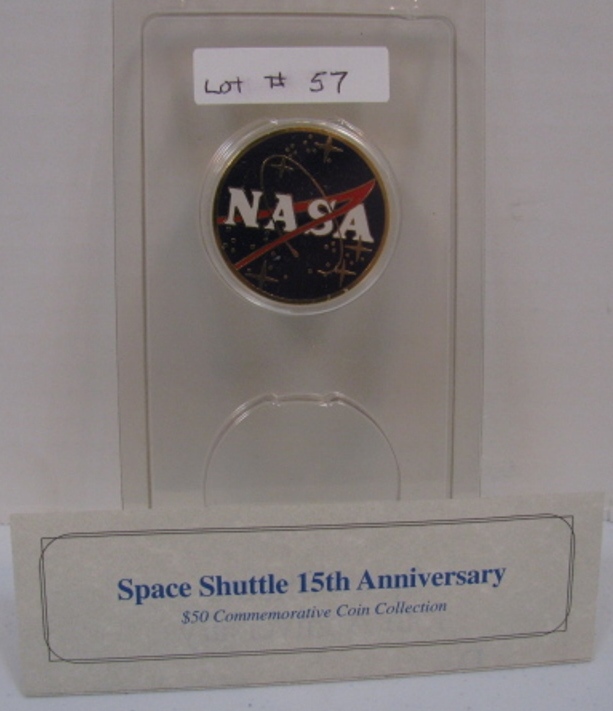 LOT # 57
NASA
Space Shuttle 15th Anniversary
$50 Commemorative Coin Collection